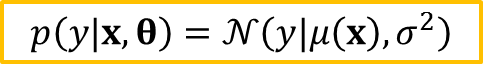 p(y|𝐱, 𝛉) = 𝒩(y|μ(𝐱), σ²)